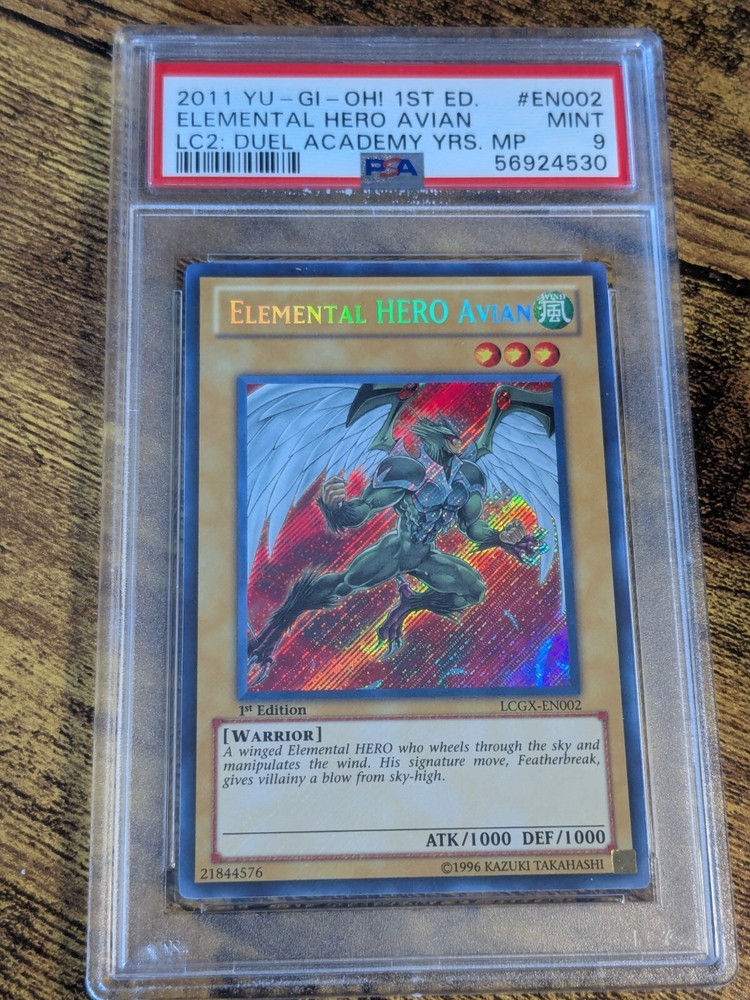 2011 YU-GI-OH! 1ST ED. #EN002
ELEMENTAL HERO AVIAN MINT
LC2: DUEL ACADEMY YRS. MP 9
PSA 56924530
ELEMENTAL HERO AVIAN
WIND
風
1st Edition LCGX-EN002
[WARRIOR]
A winged Elemental HERO who wheels through the sky and
manipulates the wind. His signature move, Featherbreak,
gives villainy a blow from sky-high.
ATK/1000 DEF/1000
21844576 ©1996 KAZUKI TAKAHASHI